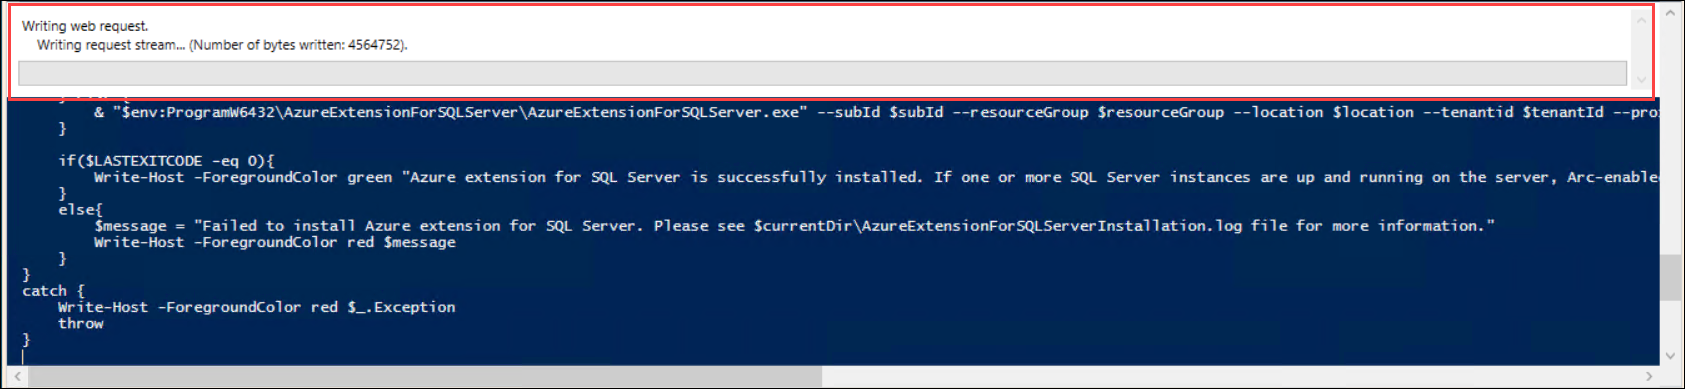 Writing web request.
Writing request stream... (Number of bytes written: 4564752).
& "$env:ProgramW6432\AzureExtensionForSQLServer\AzureExtensionForSQLServer.exe" --subId $subId --resourceGroup $resourceGroup --location $location --tenantid $tenantId --pro
}
if($LASTEXITCODE -eq 0){
Write-Host -ForegroundColor green "Azure extension for SQL Server is successfully installed. If one or more SQL Server instances are up and running on the server, Arc-enable
}
else{
$message = "Failed to install Azure extension for SQL Server. Please see $currentDir\AzureExtensionForSQLServerInstallation.log file for more information."
Write-Host -ForegroundColor red $message
}
}
catch {
Write-Host -ForegroundColor red $_.Exception
throw
}